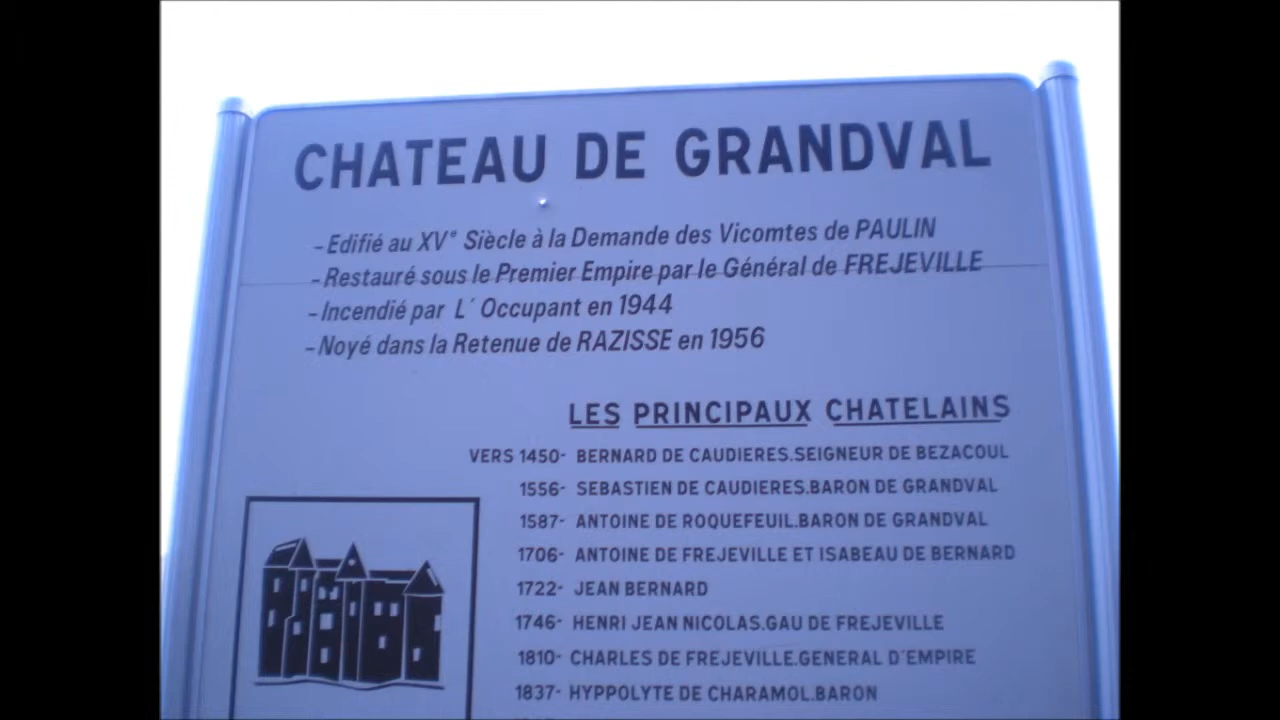 CHATEAU DE GRANDVAL
-Edifié au XVe Siècle à la Demande des Vicomtes de PAULIN
-Restauré sous le Premier Empire par le Général de FREJEVILLE
-Incendié par L´Occupant en 1944
-Noyé dans la Retenue de RAZISSE en 1956
LES PRINCIPAUX CHATELAINS
VERS 1450- BERNARD DE CAUDIERES.SEIGNEUR DE BEZACOUL
1556- SEBASTIEN DE CAUDIERES.BARON DE GRANDVAL
1587- ANTOINE DE ROQUEFEUIL.BARON DE GRANDVAL
1706- ANTOINE DE FREJEVILLE ET ISABEAU DE BERNARD
1722- JEAN BERNARD
1746- HENRI JEAN NICOLAS.GAU DE FREJEVILLE
1810- CHARLES DE FREJEVILLE.GENERAL D'EMPIRE
1837- HYPPOLYTE DE CHARAMOL.BARON